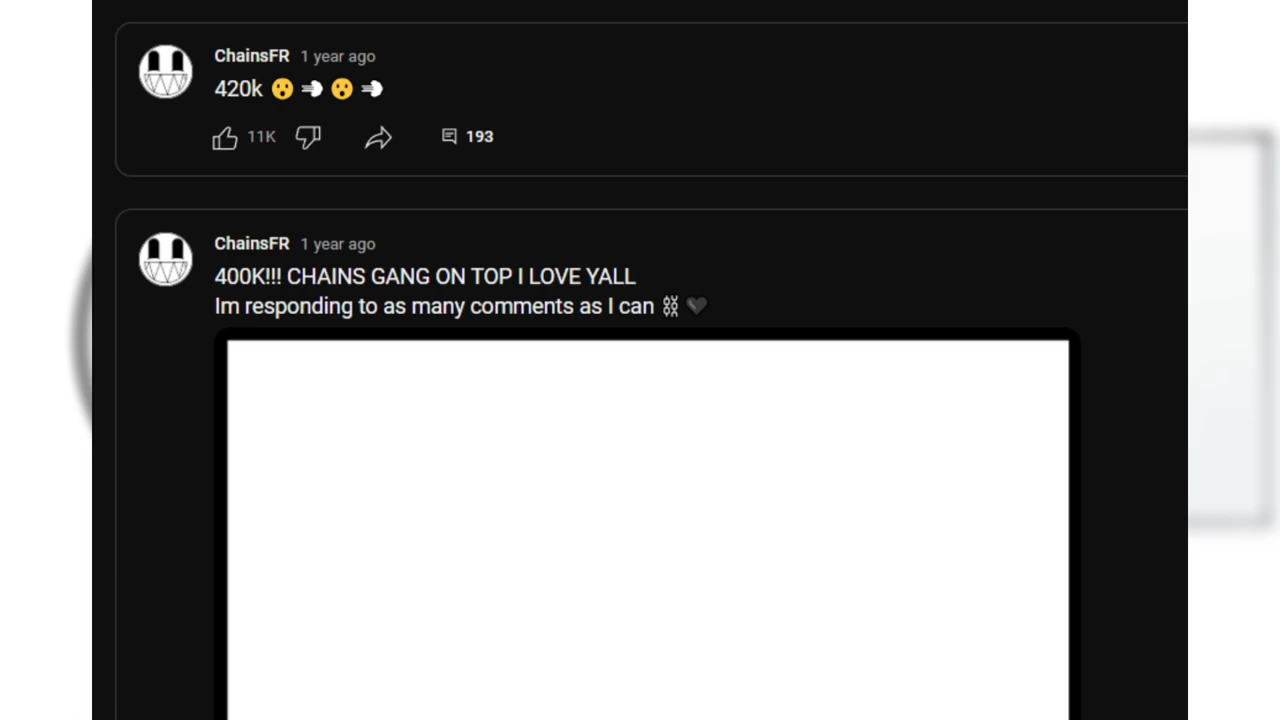 ChainsFR 1 year ago
420k 😮💨😮💨
11K 193
ChainsFR 1 year ago
400K!!! CHAINS GANG ON TOP I LOVE YALL
Im responding to as many comments as I can ⛓️🖤